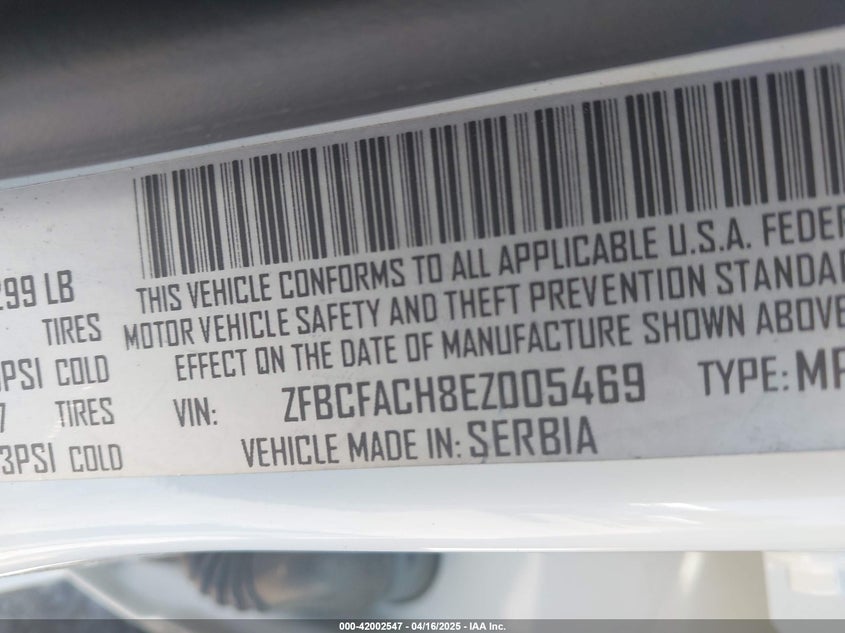 299 LB
THIS VEHICLE CONFORMS TO ALL APPLICABLE U.S.A. FEDER
TIRES
MOTOR VEHICLE SAFETY AND THEFT PREVENTION STANDAR
PSI COLD
EFFECT ON THE DATE OF MANUFACTURE SHOWN ABOVE
7 TIRES
VIN: ZFBCFACH8EZ005469 TYPE: MP
3PSI COLD
VEHICLE MADE IN: SERBIA
000-42002547 - 04/16/2025 - IAA Inc.